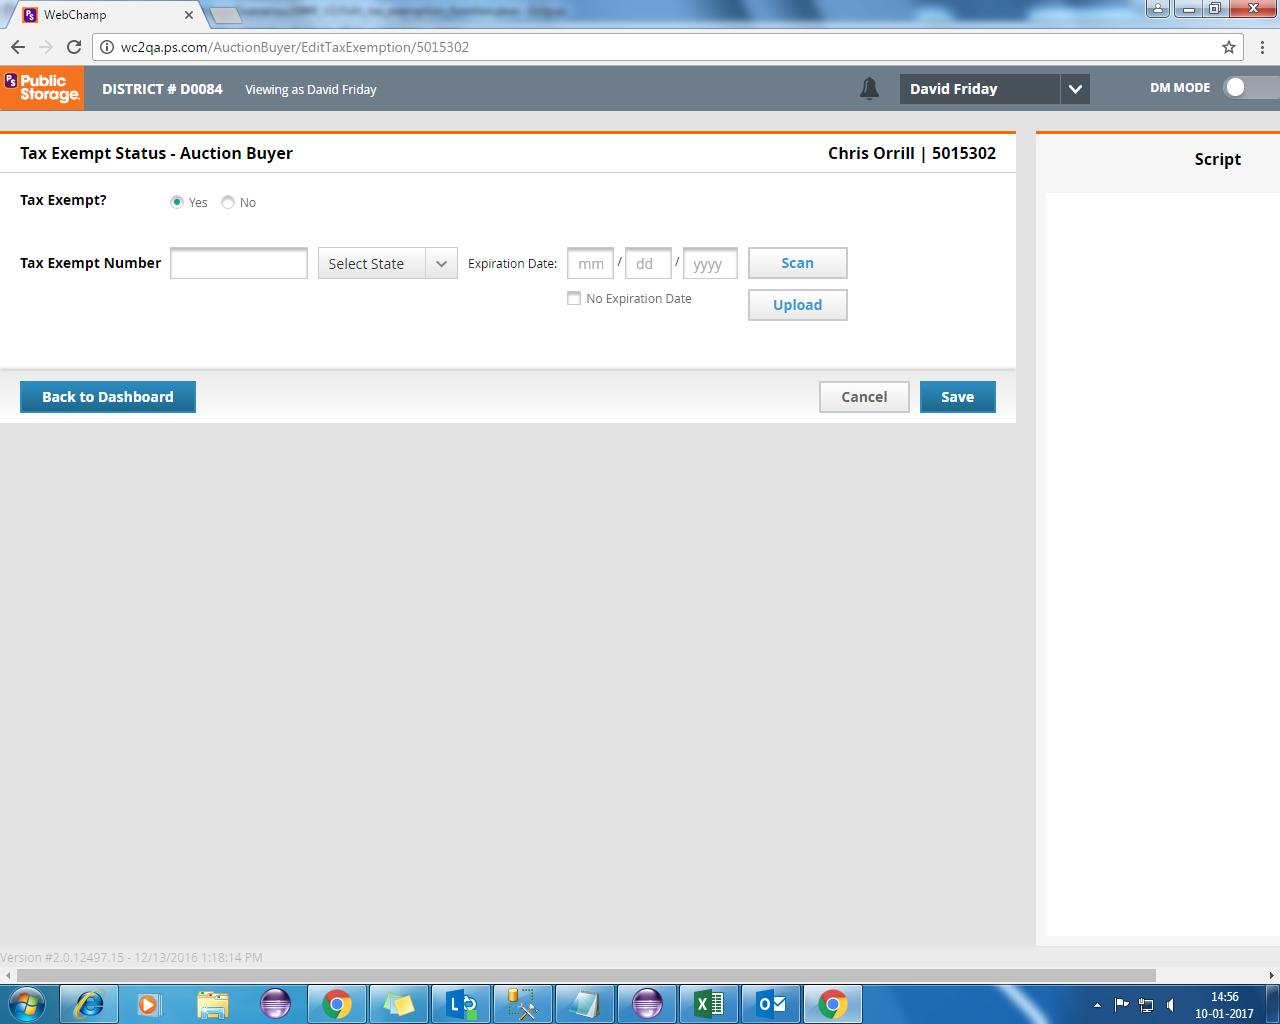 WebChamp
wc2qa.ps.com/AuctionBuyer/EditTaxExemption/5015302
PS Public Storage.
DISTRICT # D0084
Viewing as David Friday
David Friday
DM MODE
Tax Exempt Status - Auction Buyer
Chris Orrill | 5015302
Script
Tax Exempt?
Yes
No
Tax Exempt Number
Select State
Expiration Date:
mm / dd / yyyy
Scan
No Expiration Date
Upload
Back to Dashboard
Cancel
Save
Version #2.0.12497.15 - 12/13/2016 1:18:14 PM
14:56
10-01-2017